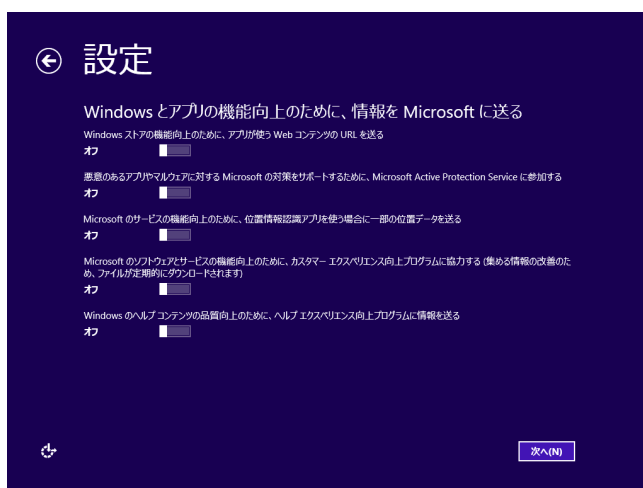 設定
Windows とアプリの機能向上のために、情報を Microsoft に送る
Windows ストアの機能向上のために、アプリが使う Web コンテンツの URL を送る
オフ
悪意のあるアプリやマルウェアに対する Microsoft の対策をサポートするために、Microsoft Active Protection Service に参加する
オフ
Microsoft のサービスの機能向上のために、位置情報認識アプリを使う場合に一部の位置データを送る
オフ
Microsoft のソフトウェアとサービスの機能向上のために、カスタマー エクスペリエンス向上プログラムに協力する (集める情報の改善のた
め、ファイルが定期的にダウンロードされます)
オフ
Windows のヘルプ コンテンツの品質向上のために、ヘルプ エクスペリエンス向上プログラムに情報を送る
オフ
次へ(N)